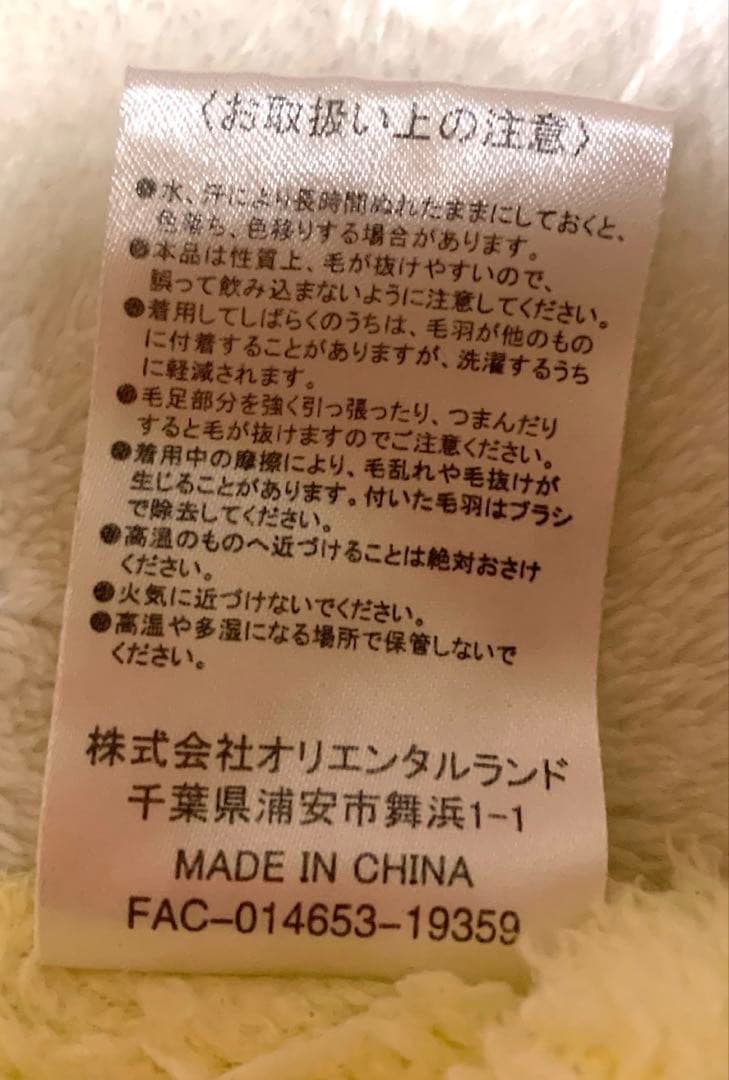 〈お取扱い上の注意〉
●水、汗により長時間ぬれたままにしておくと、
色落ち、色移りする場合があります。
●本品は性質上、毛が抜けやすいので、
誤って飲み込まないように注意してください。
●着用してしばらくのうちは、毛羽が他のもの
に付着することがありますが、洗濯するうち
に軽減されます。
●毛足部分を強く引っ張ったり、つまんだり
すると毛が抜けますのでご注意ください。
●着用中の摩擦により、毛乱れや毛抜けが
生じることがあります。付いた毛羽はブラシ
で除去してください。
●高温のものへ近づけることは絶対おさけ
ください。
●火気に近づけないでください。
●高温や多湿になる場所で保管しないで
ください。
株式会社オリエンタルランド
千葉県浦安市舞浜1-1
MADE IN CHINA
FAC-014653-19359